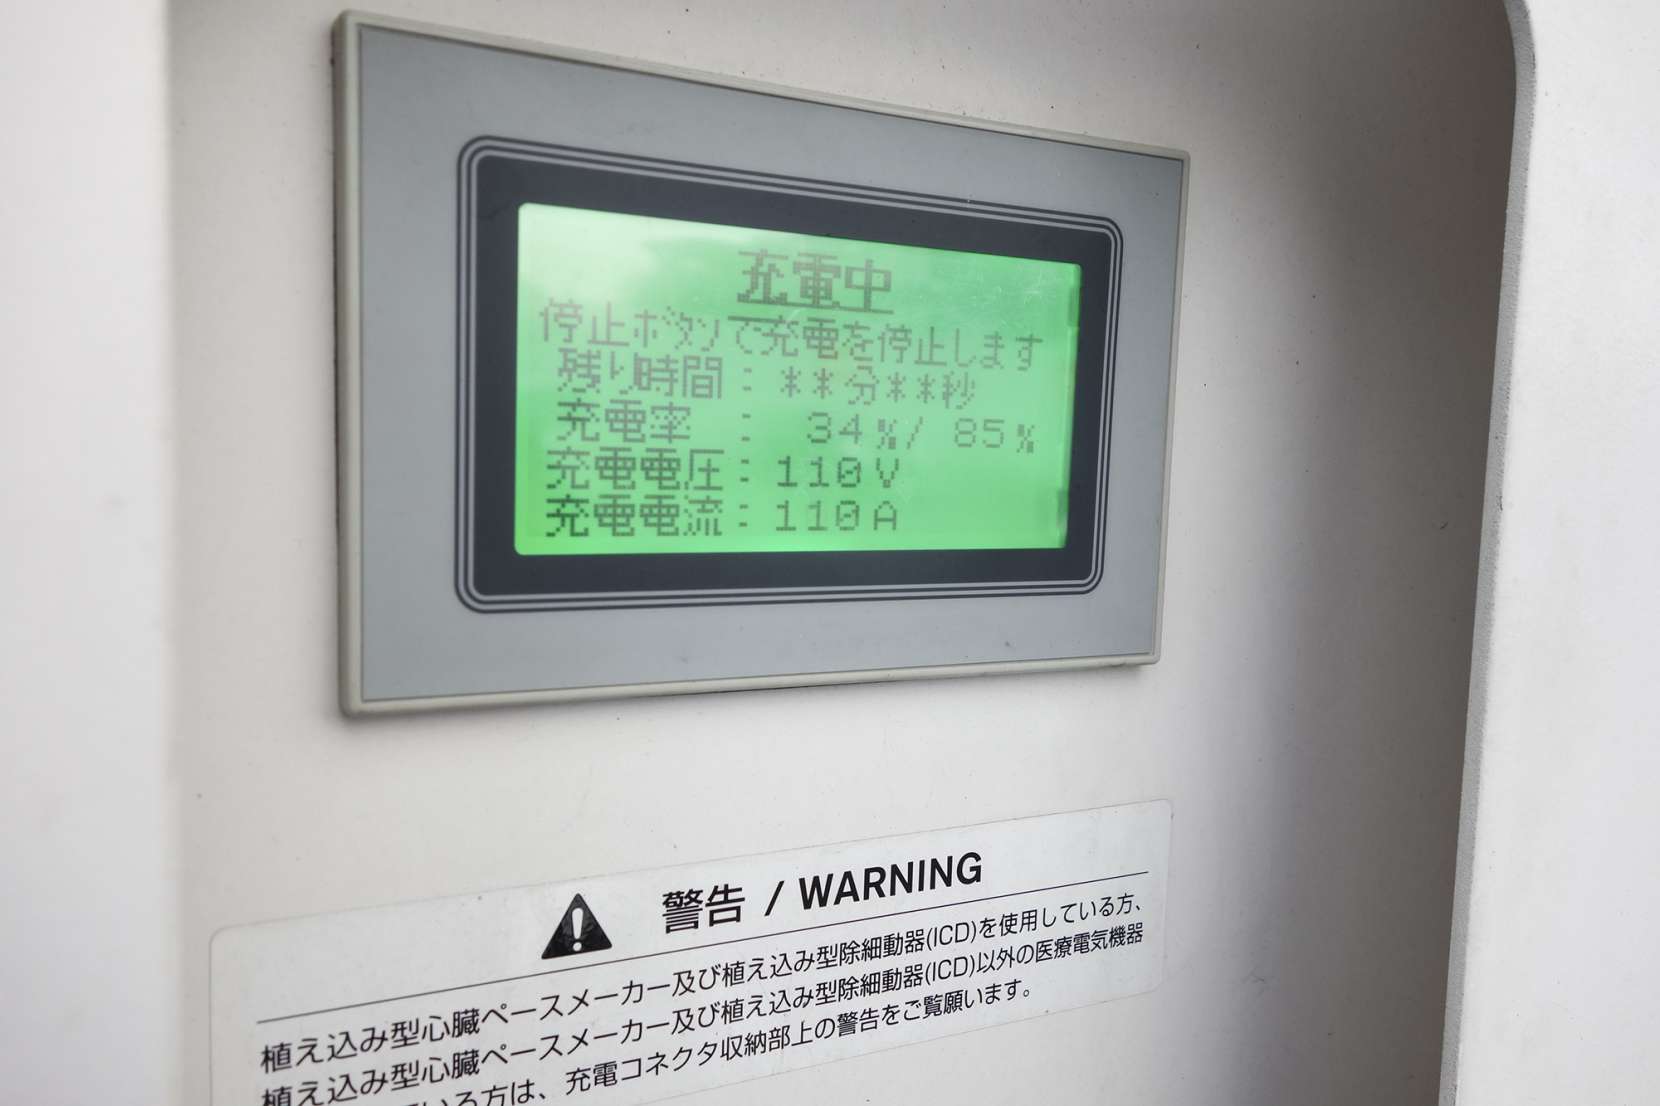 充電中
停止ボタンで充電を停止します
残り時間：＊＊分＊＊秒
充電率　：　34％/　85％
充電電圧：110V
充電電流：110A
警告 / WARNING
植え込み型心臓ペースメーカー及び植え込み型除細動器(ICD)を使用している方、
植え込み型心臓ペースメーカー及び植え込み型除細動器(ICD)以外の医療電気機器
いる方は、充電コネクタ収納部上の警告をご覧願います。